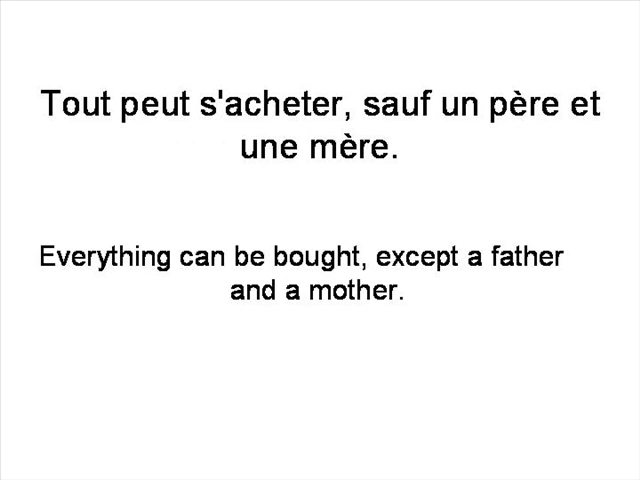 Tout peut s'acheter, sauf un père et
une mère.
Everything can be bought, except a father
and a mother.